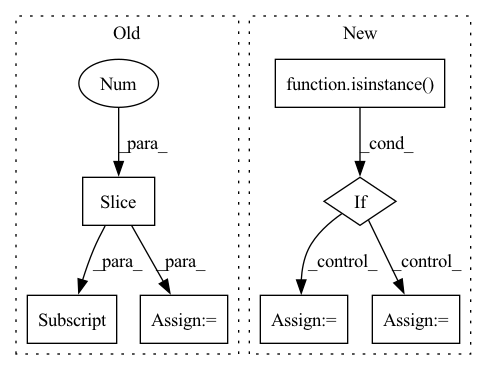 Old
New
Num
function.isinstance()
_para_
_cond_
Slice
If
_para_
_para_
_control_
_control_
Subscript
Assign:=
Assign:=
Assign:=